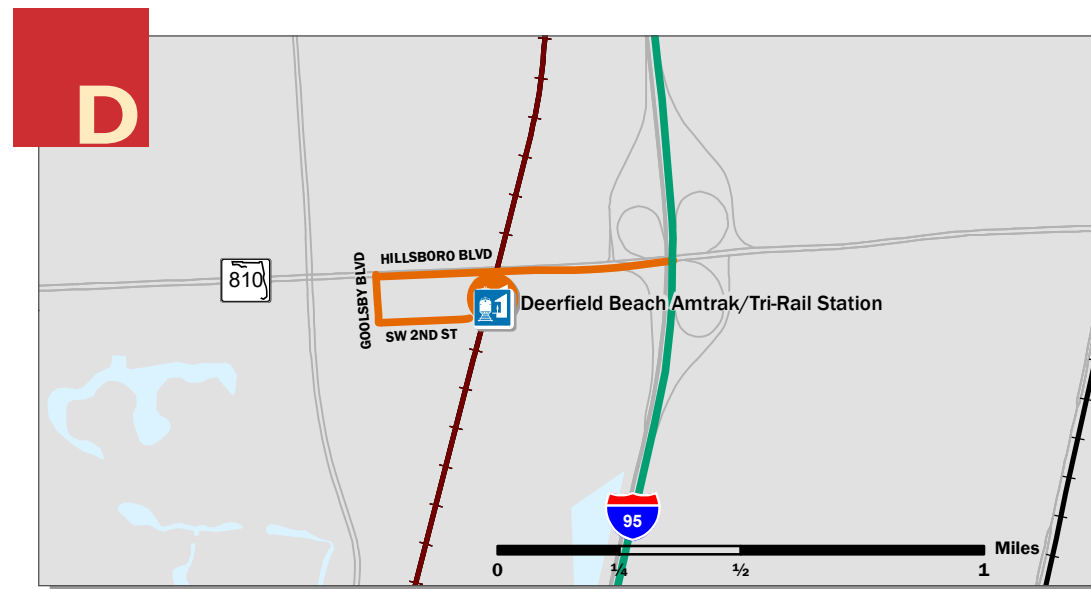 D
HILLSBORO BLVD
GOOLSBY BLVD
810
Deerfield Beach Amtrak/Tri-Rail Station
SW 2ND ST
95
Miles
0 ¼ ½ 1